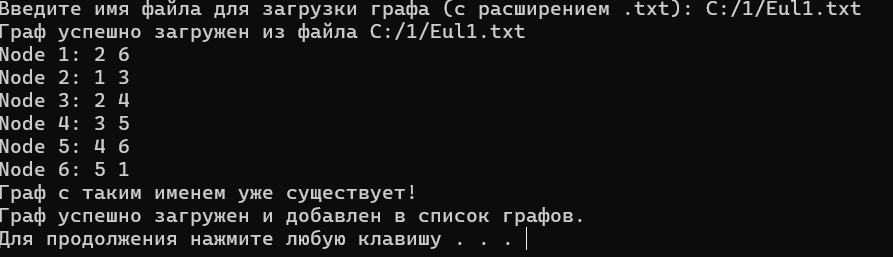 Введите имя файла для загрузки графа (с расширением .txt): C:/1/Eul1.txt
Граф успешно загружен из файла C:/1/Eul1.txt
Node 1: 2 6
Node 2: 1 3
Node 3: 2 4
Node 4: 3 5
Node 5: 4 6
Node 6: 5 1
Граф с таким именем уже существует!
Граф успешно загружен и добавлен в список графов.
Для продолжения нажмите любую клавишу . . .